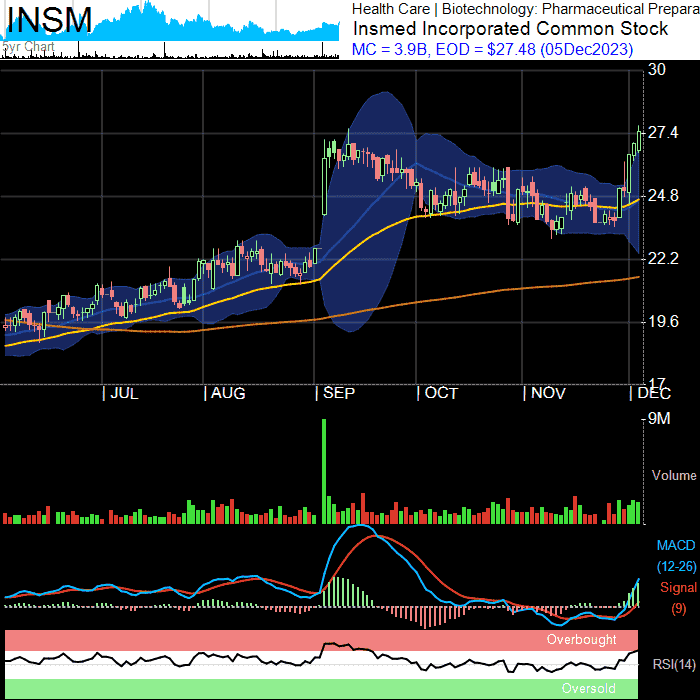 INSM
5yr Chart
Health Care | Biotechnology: Pharmaceutical Prepara
Insmed Incorporated Common Stock
MC = 3.9B, EOD = $27.48 (05Dec2023)
30
27.4
24.8
22.2
19.6
17
| JUL | AUG | SEP | OCT | NOV | DEC
9M
Volume
MACD
(12-26)
Signal
(9)
Overbought
RSI(14)
Oversold